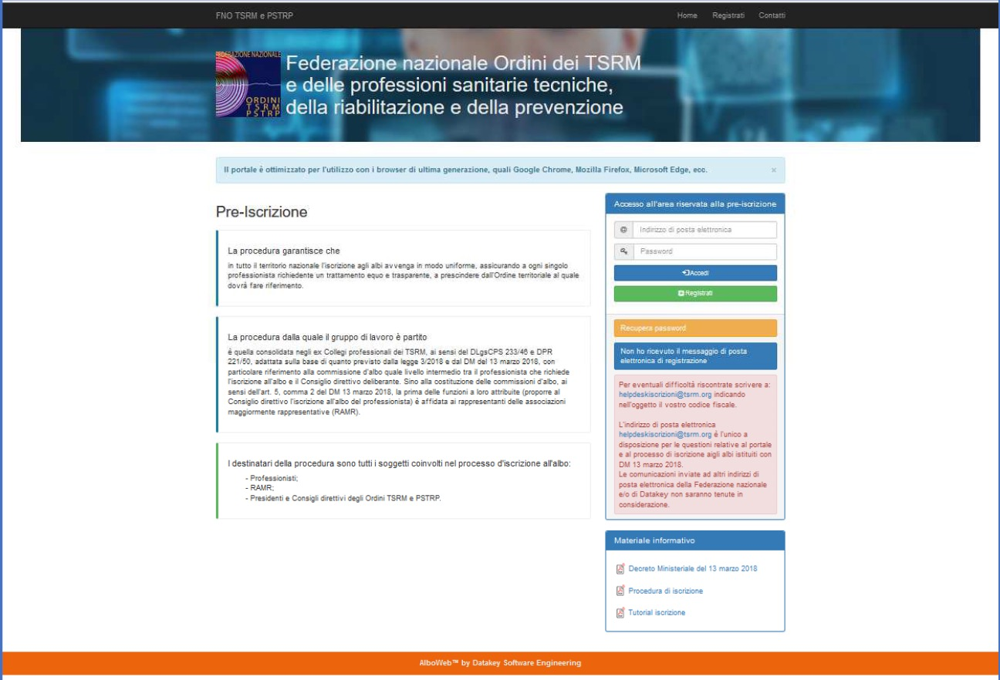 FNO TSRM e PSTRP
Home Registrati Contatti
FEDERAZIONE NAZIONALE
ORDINI
TSRM
PSTRP
Federazione nazionale Ordini dei TSRM
e delle professioni sanitarie tecniche,
della riabilitazione e della prevenzione
Il portale è ottimizzato per l'utilizzo con i browser di ultima generazione, quali Google Chrome, Mozilla Firefox, Microsoft Edge, ecc. ×
Pre-Iscrizione
La procedura garantisce che
in tutto il territorio nazionale l'iscrizione agli albi avvenga in modo uniforme, assicurando a ogni singolo
professionista richiedente un trattamento equo e trasparente, a prescindere dall'Ordine territoriale al quale
dovrà fare riferimento.
La procedura dalla quale il gruppo di lavoro è partito
è quella consolidata negli ex Collegi professionali dei TSRM, ai sensi del DLgsCPS 233/46 e DPR
221/50, adattata sulla base di quanto previsto dalla legge 3/2018 e dal DM del 13 marzo 2018, con
particolare riferimento alla commissione d'albo quale livello intermedio tra il professionista che richiede
l'iscrizione all'albo e il Consiglio direttivo deliberante. Sino alla costituzione delle commissioni d'albo, ai
sensi dell'art. 5, comma 2 del DM 13 marzo 2018, la prima delle funzioni a loro attribuite (proporre al
Consiglio direttivo l'iscrizione all'albo del professionista) è affidata ai rappresentanti delle associazioni
maggiormente rappresentative (RAMR).
I destinatari della procedura sono tutti i soggetti coinvolti nel processo d'iscrizione all'albo:
- Professionisti;
- RAMR;
- Presidenti e Consigli direttivi degli Ordini TSRM e PSTRP.
Accesso all'area riservata alla pre-iscrizione
@ Indirizzo di posta elettronica
Password
Accedi
Registrati
Recupera password
Non ho ricevuto il messaggio di posta
elettronica di registrazione
Per eventuali difficoltà riscontrate scrivere a:
helpdeskiscrizioni@tsrm.org indicando
nell'oggetto il vostro codice fiscale.
L'indirizzo di posta elettronica
helpdeskiscrizioni@tsrm.org è l'unico a
disposizione per le questioni relative al portale
e al processo di iscrizione aigli albi istituiti con
DM 13 marzo 2018.
Le comunicazioni inviate ad altri indirizzi di
posta elettronica della Federazione nazionale
e/o di Datakey non saranno tenute in
considerazione.
Materiale informativo
Decreto Ministeriale del 13 marzo 2018
Procedura di iscrizione
Tutorial iscrizione
AlboWeb™ by Datakey Software Engineering